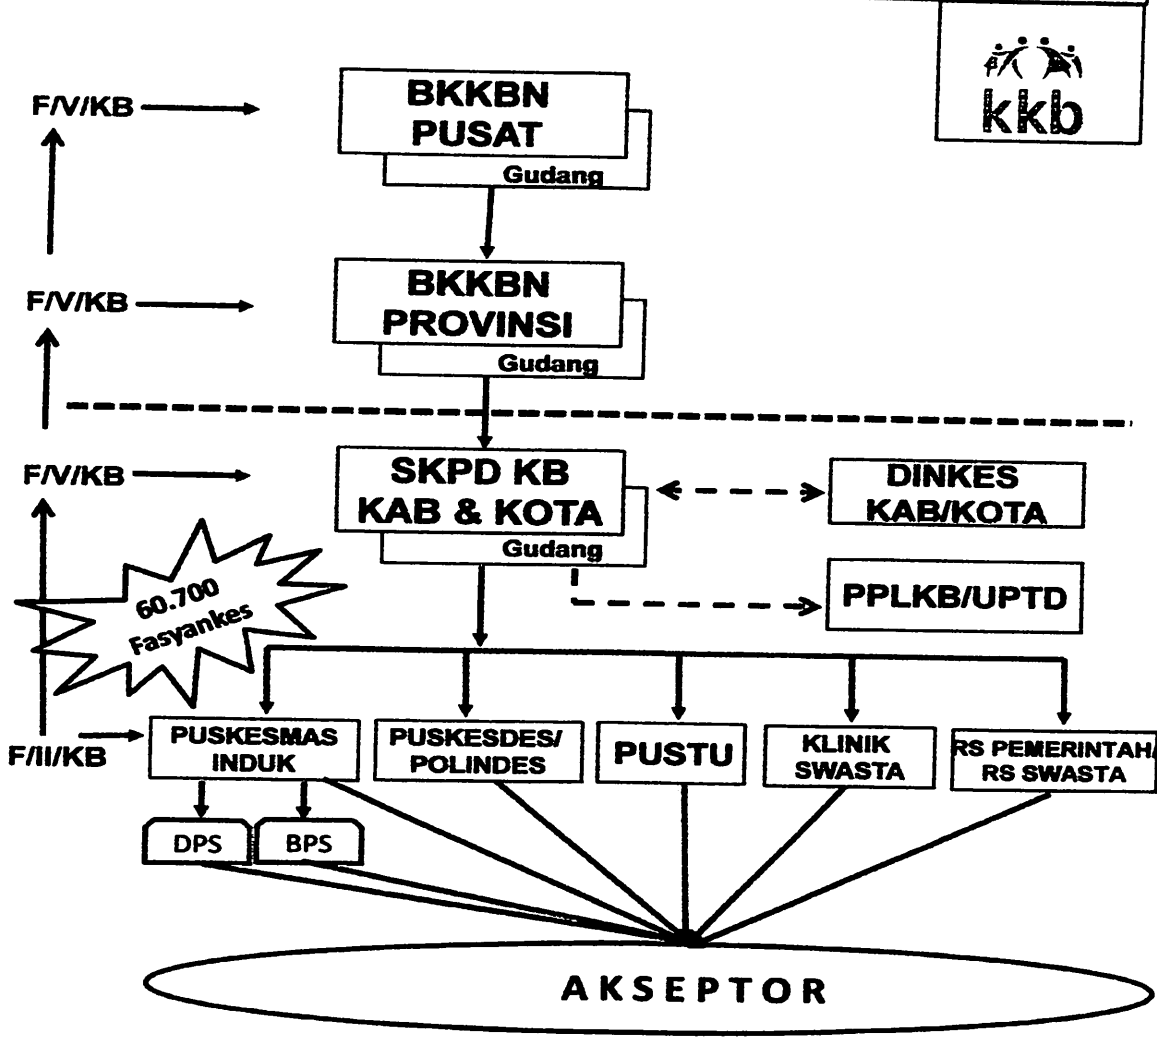 kkb
F/V/KB
BKKBN
PUSAT
Gudang
F/V/KB
BKKBN
PROVINSI
Gudang
F/V/KB
SKPD KB
KAB & KOTA
Gudang
DINKES
KAB/KOTA
PPLKB/UPTD
60.700
Fasyankes
F/II/KB
PUSKESMAS
INDUK
PUSKESDES/
POLINDES
PUSTU
KLINIK
SWASTA
RS PEMERINTAH/
RS SWASTA
DPS
BPS
AKSEPTOR